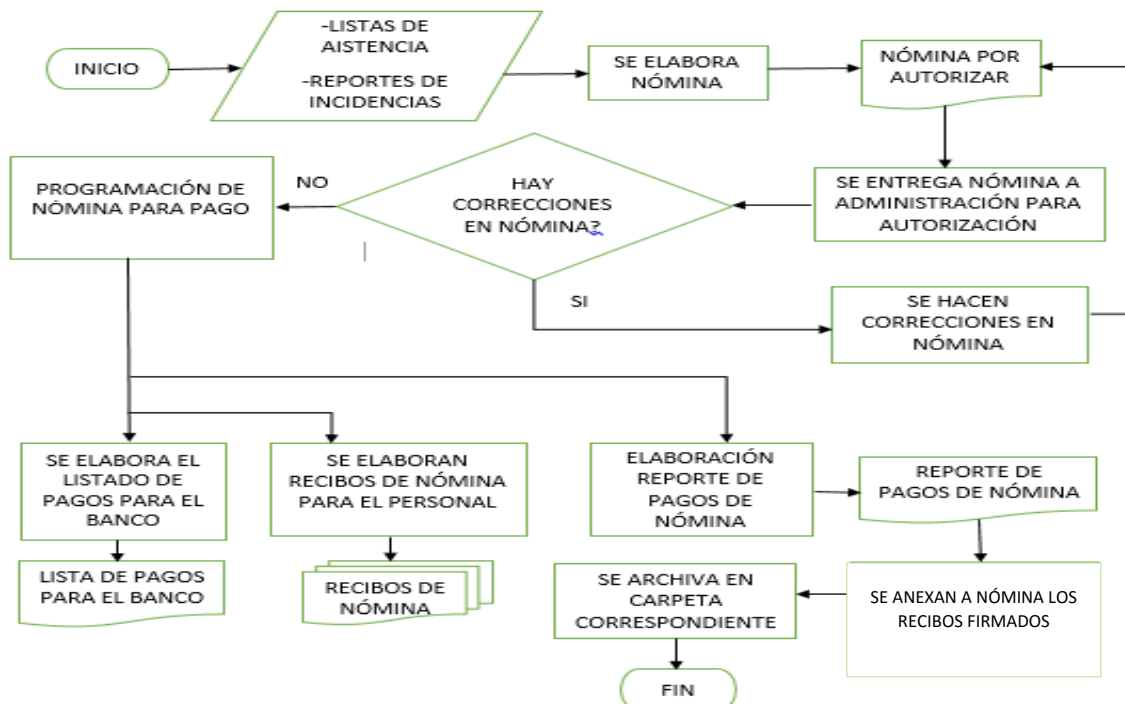 INICIO
-LISTAS DE
AISTENCIA
-REPORTES DE
INCIDENCIAS
SE ELABORA
NÓMINA
NÓMINA POR
AUTORIZAR
PROGRAMACIÓN DE
NÓMINA PARA PAGO
NO
HAY
CORRECCIONES
EN NÓMINA?
SE ENTREGA NÓMINA A
ADMINISTRACIÓN PARA
AUTORIZACIÓN
SI
SE HACEN
CORRECCIONES EN
NÓMINA
SE ELABORA EL
LISTADO DE
PAGOS PARA EL
BANCO
SE ELABORAN
RECIBOS DE NÓMINA
PARA EL PERSONAL
ELABORACIÓN
REPORTE DE
PAGOS DE
NÓMINA
REPORTE DE
PAGOS DE NÓMINA
LISTA DE PAGOS
PARA EL BANCO
RECIBOS DE
NÓMINA
SE ARCHIVA EN
CARPETA
CORRESPONDIENTE
SE ANEXAN A NÓMINA LOS
RECIBOS FIRMADOS
FIN